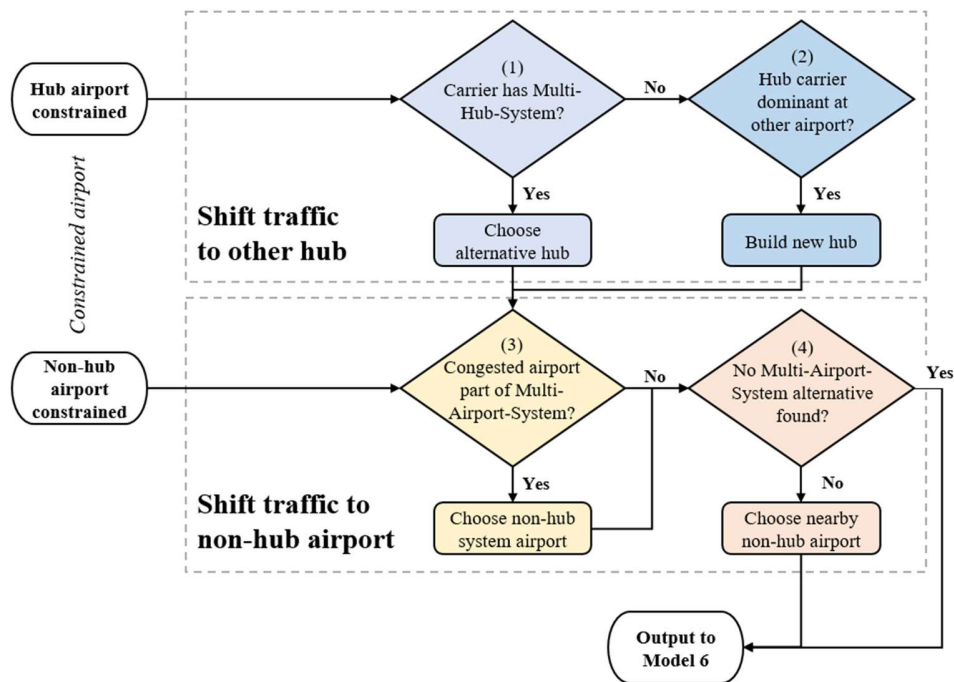 Hub airport
constrained
Constrained airport
Non-hub
airport
constrained
(1)
Carrier has Multi-
Hub-System?
No
(2)
Hub carrier
dominant at
other airport?
Yes
Yes
Shift traffic
to other hub
Choose
alternative hub
Build new hub
(3)
Congested airport
part of Multi-
Airport-System?
No
(4)
No Multi-Airport-
System alternative
found?
Yes
Yes
No
Shift traffic to
non-hub airport
Choose non-hub
system airport
Choose nearby
non-hub airport
Output to
Model 6